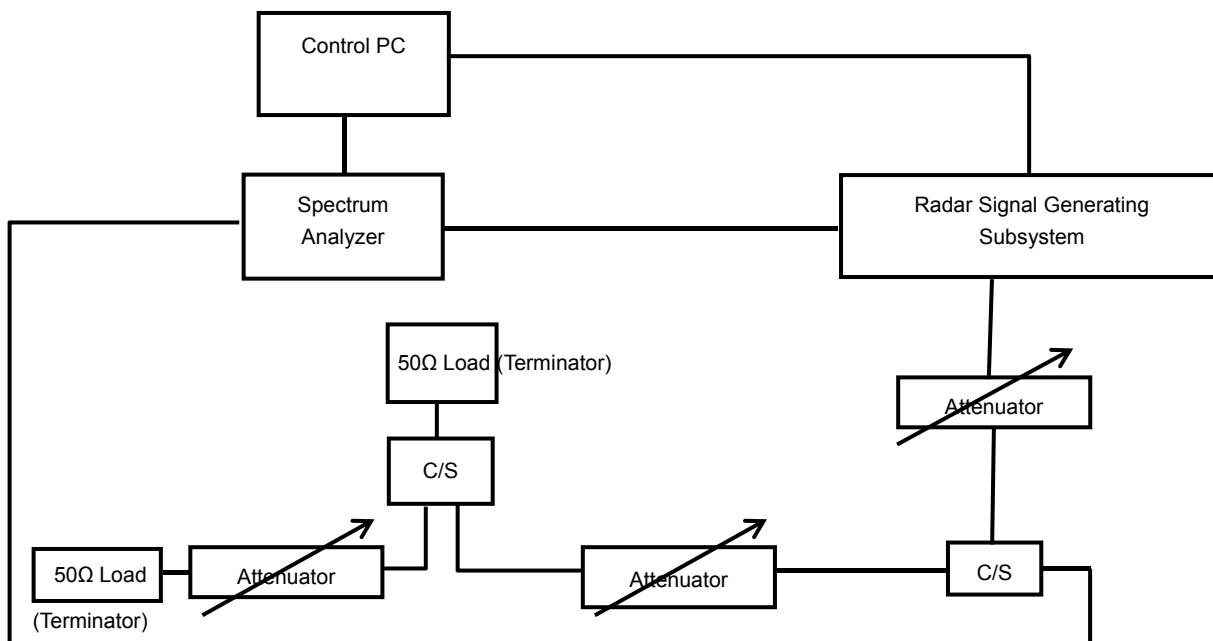 Control PC
Spectrum
Analyzer
Radar Signal Generating
Subsystem
50Ω Load (Terminator)
Attenuator
C/S
50Ω Load
(Terminator)
Attenuator
Attenuator
C/S